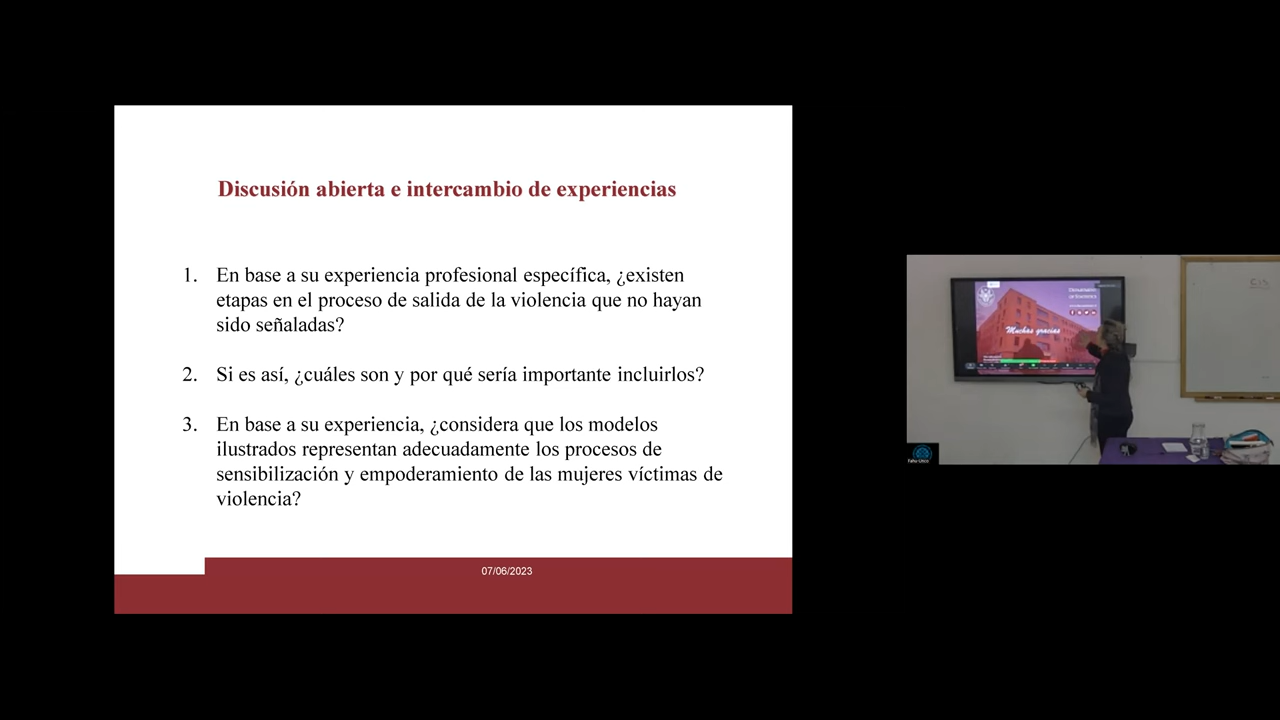 Discusión abierta e intercambio de experiencias
1. En base a su experiencia profesional específica, ¿existen
etapas en el proceso de salida de la violencia que no hayan
sido señaladas?
2. Si es así, ¿cuáles son y por qué sería importante incluirlos?
3. En base a su experiencia, ¿considera que los modelos
ilustrados representan adecuadamente los procesos de
sensibilización y empoderamiento de las mujeres víctimas de
violencia?
07/06/2023
Muchas gracias